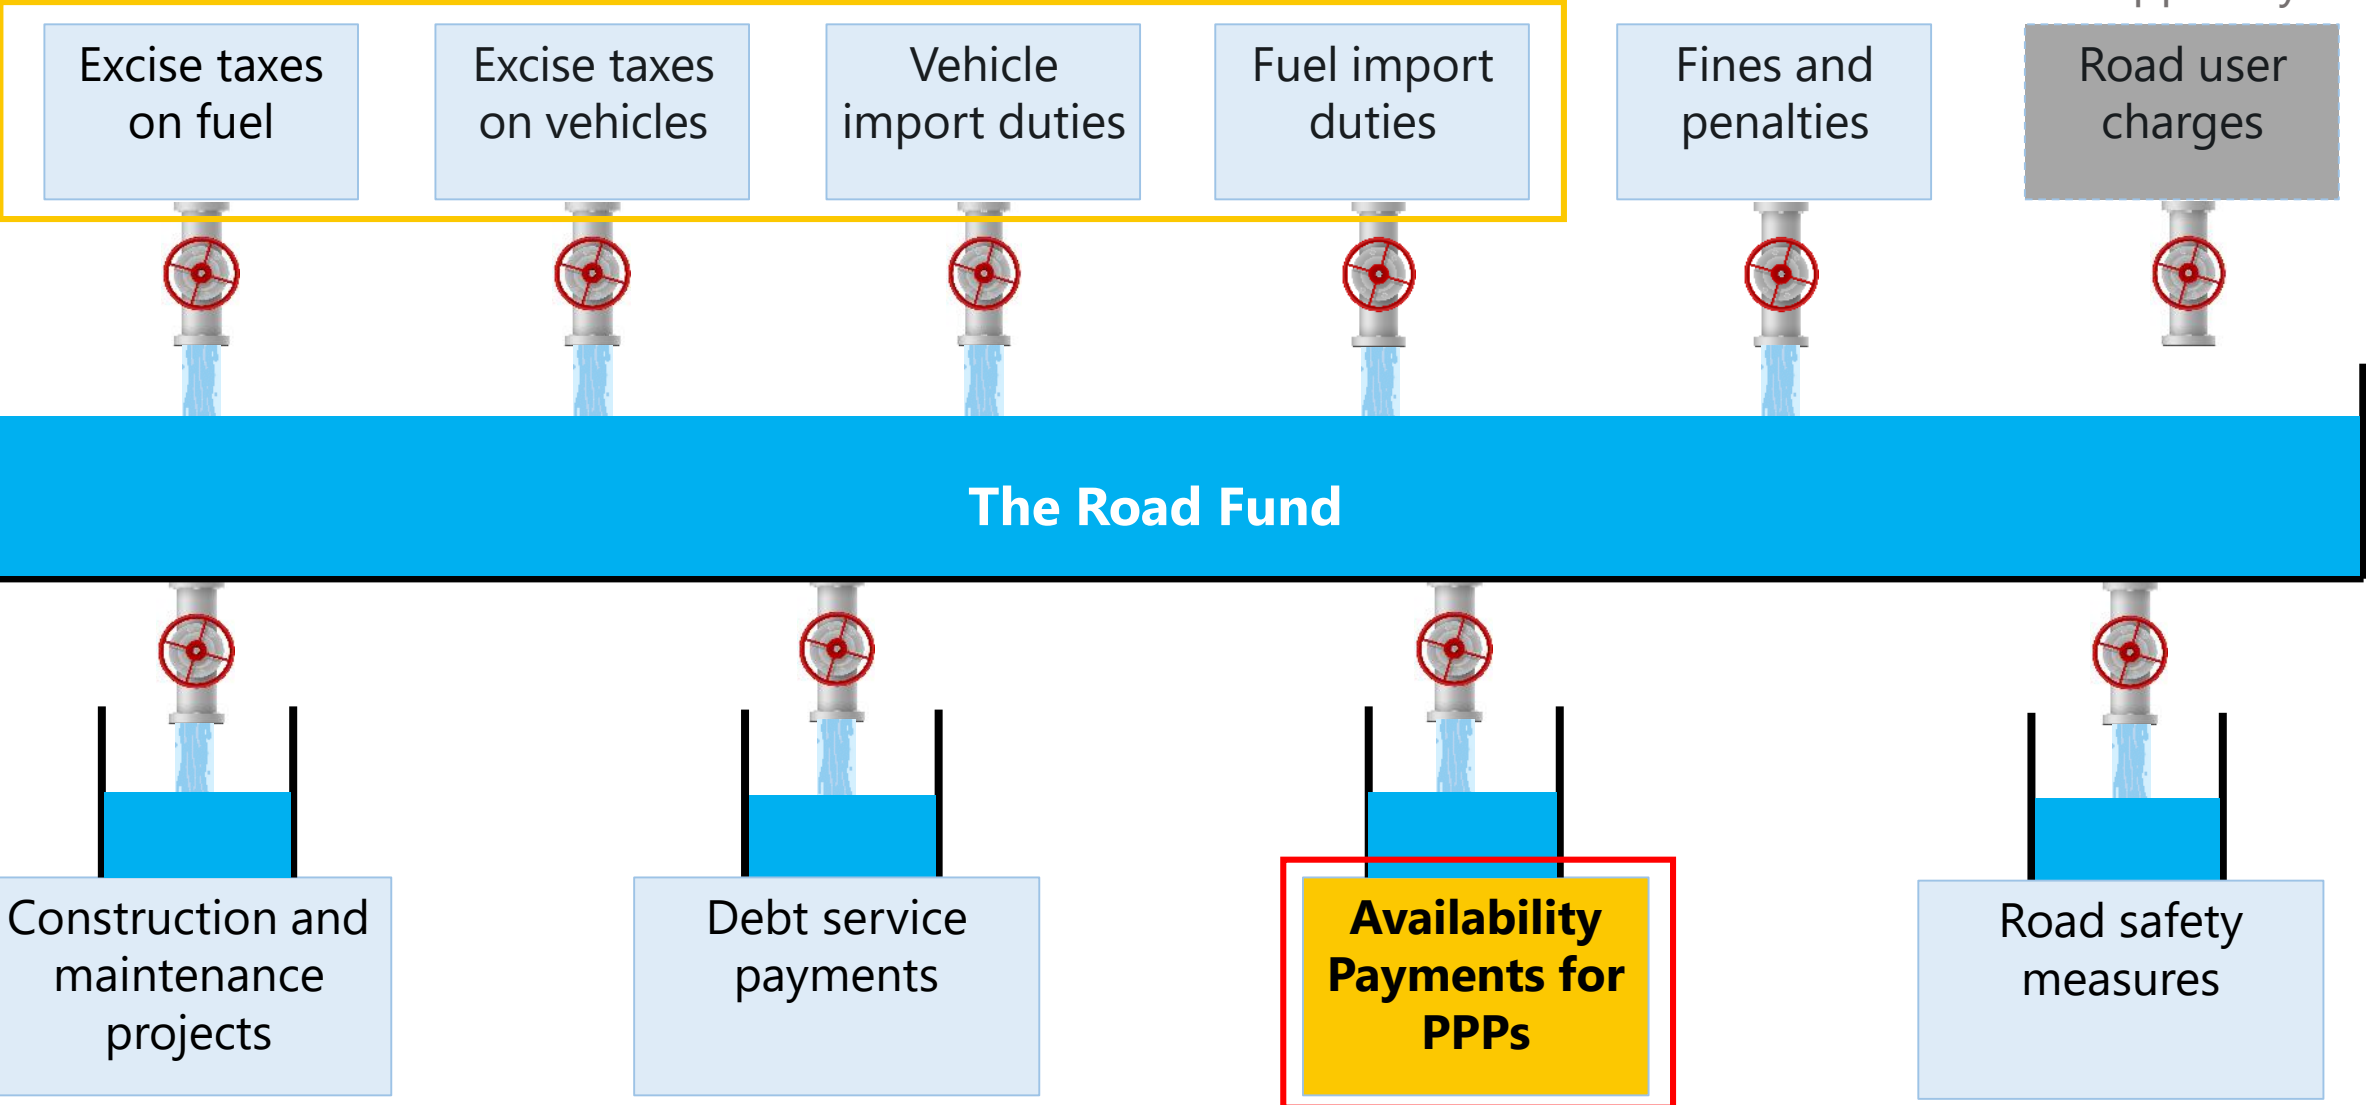 Excise taxes
on fuel
Excise taxes
on vehicles
Vehicle
import duties
Fuel import
duties
Fines and
penalties
Road user
charges
The Road Fund
Construction and
maintenance
projects
Debt service
payments
Availability
Payments for
PPPs
Road safety
measures